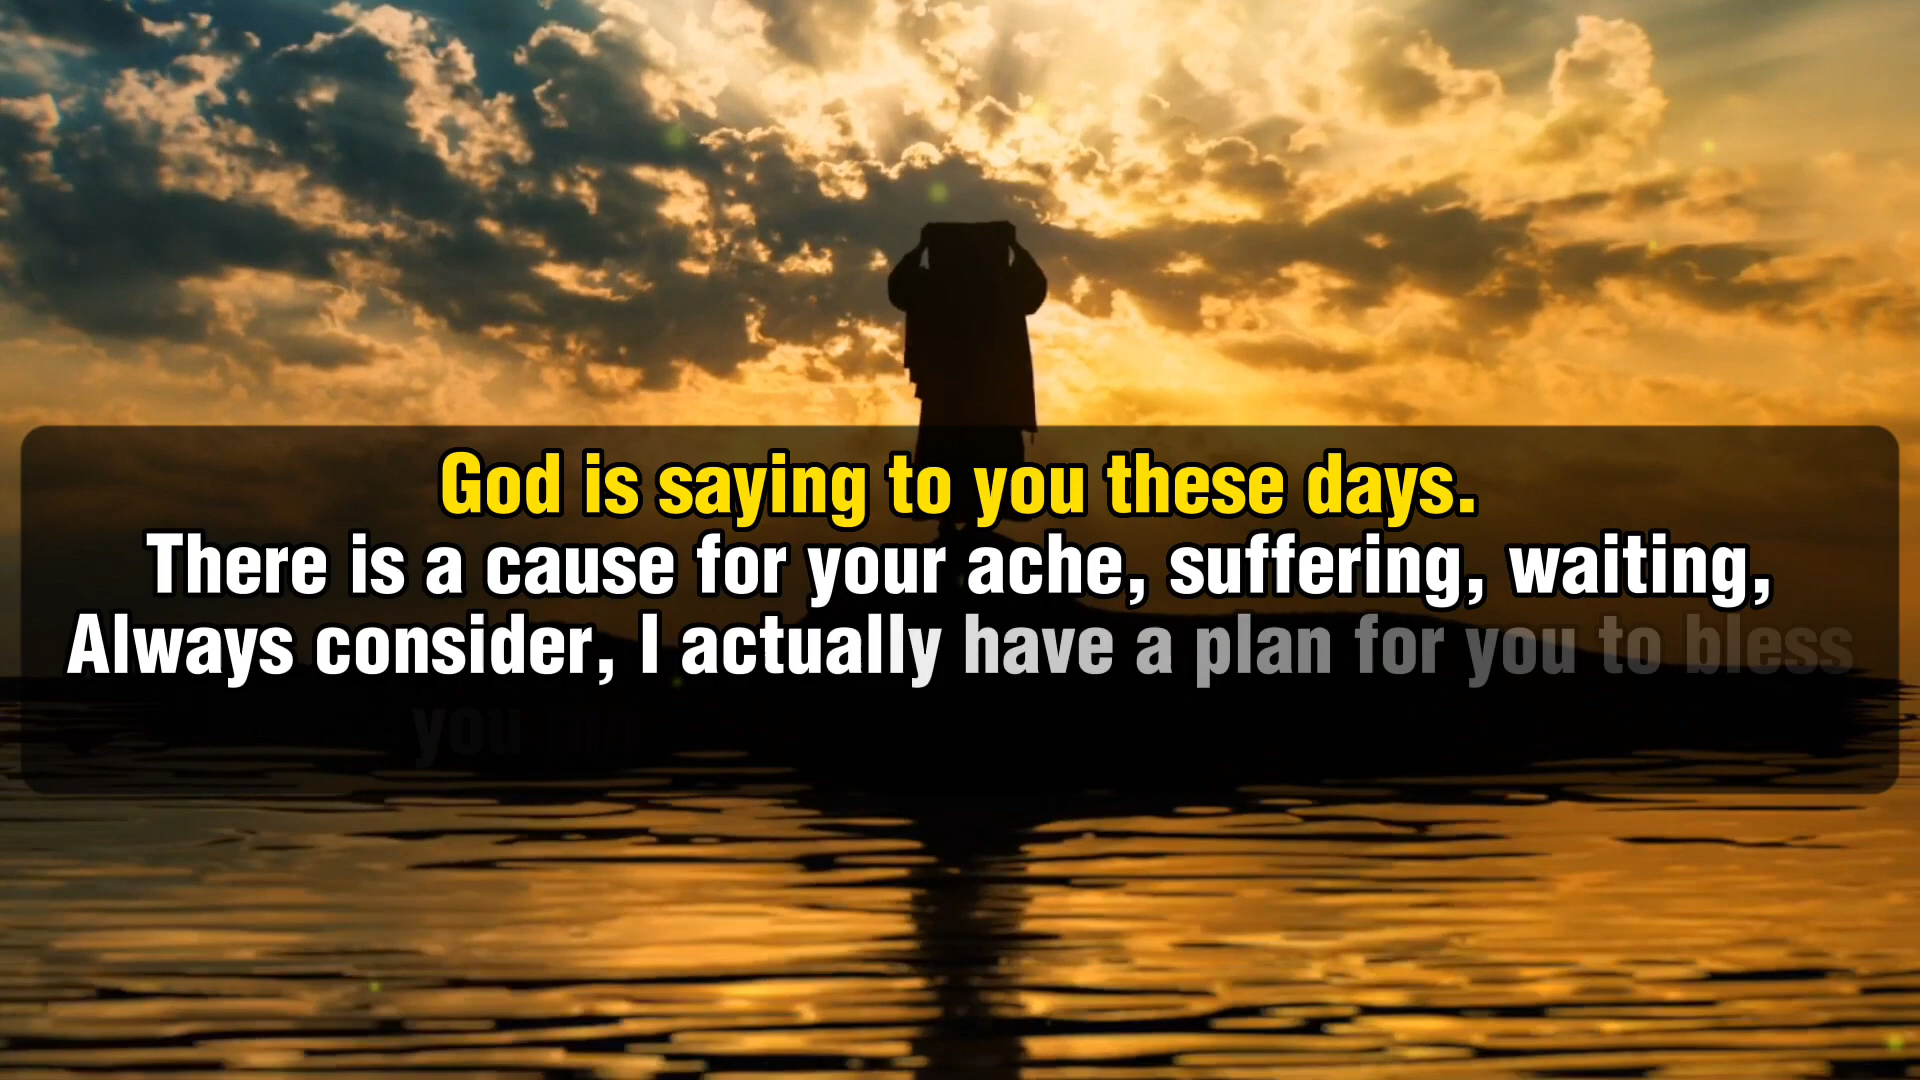 God is saying to you these days.
There is a cause for your ache, suffering, waiting,
Always consider, I actually have a plan for you to bless
you